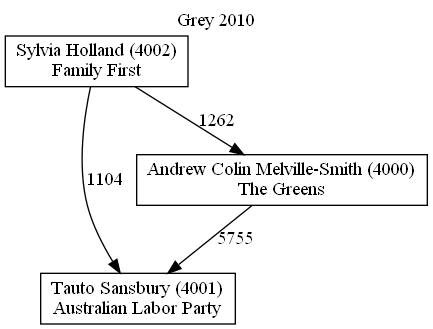 Grey 2010
Sylvia Holland (4002)
Family First
1262
1104
Andrew Colin Melville-Smith (4000)
The Greens
5755
Tauto Sansbury (4001)
Australian Labor Party